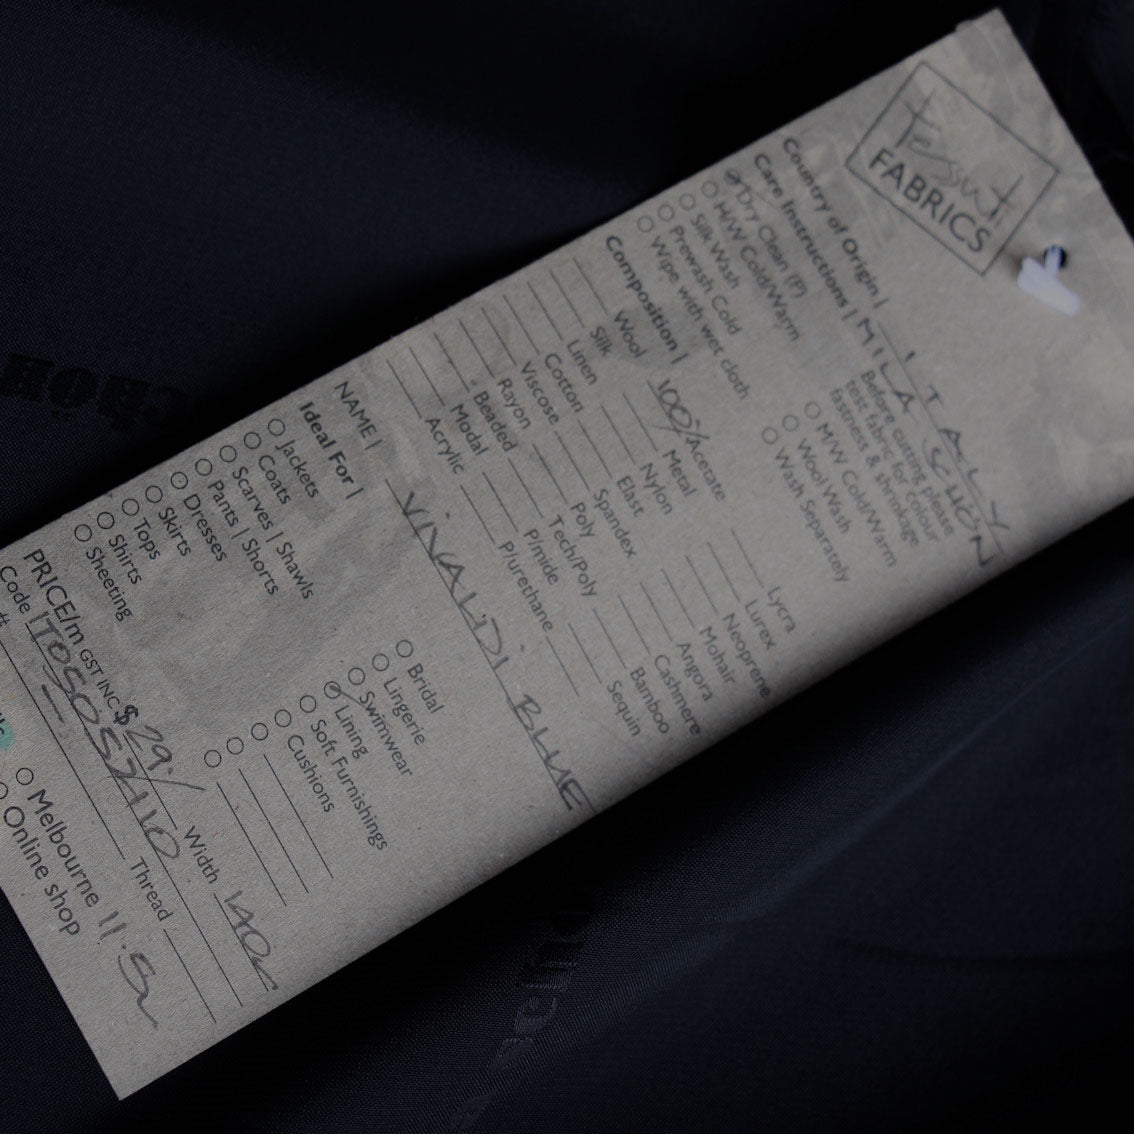 tessuti
FABRICS
Country of Origin | ITALY
Care Instructions | MILA SCHÖN
Dry Clean (P)
H/W Cold/Warm
Silk Wash
Prewash Cold
Wipe with wet cloth
Before cutting please
test fabric for colour
fastness & shrinkage
M/W Cold/Warm
Wool Wash
Wash Separately
Composition |
Wool 100% Acetate Lycra
Silk Metal Lurex
Linen Nylon Neoprene
Cotton Elast Mohair
Viscose Spandex Angora
Rayon Poly Cashmere
Beaded Tech/Poly Bamboo
Modal P/mide Sequin
Acrylic P/urethane
NAME | VIVALDI BLUE
Ideal For |
Jackets Bridal
Coats Lingerie
Scarves | Shawls Swimwear
Pants | Shorts Lining
Dresses Soft Furnishings
Skirts Cushions
Tops
Shirts
Sheeting
PRICE/m GST INC $29.- Width 140
Code
Thread
Melbourne
Online shop